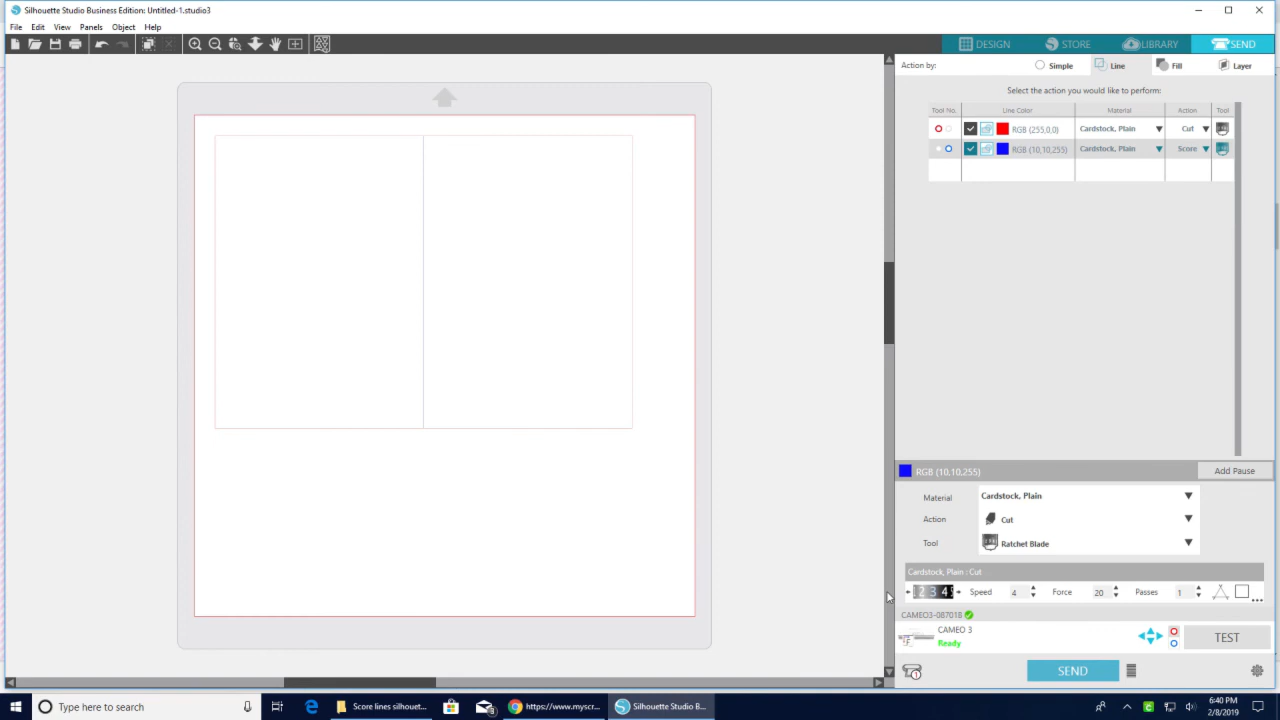 Silhouette Studio Business Edition: Untitled-1.studio3
File Edit View Panels Object Help
DESIGN STORE LIBRARY SEND
Action by: Simple Line Fill Layer
Select the action you would like to perform:
Tool No. Line Color Material Action Tool
RGB (255,0,0) Cardstock, Plain Cut
RGB (10,10,255) Cardstock, Plain Score
RGB (10,10,255) Add Pause
Material Cardstock, Plain
Action Cut
Tool Ratchet Blade
Cardstock, Plain : Cut
2 3 4 Speed 4 Force 20 Passes 1
CAMEO3-087018
CAMEO 3
Ready
TEST
SEND
Type here to search
Score lines silhouet...
https://www.myscr...
Silhouette Studio B...
6:40 PM
2/8/2019